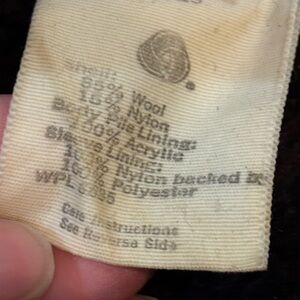 Shell:
85% Wool
15% Nylon
Body Pile Lining:
100% Acrylic
Sleeve Lining:
100% Nylon backed by
100% Polyester
WPL
Care Instructions
See Reverse Side